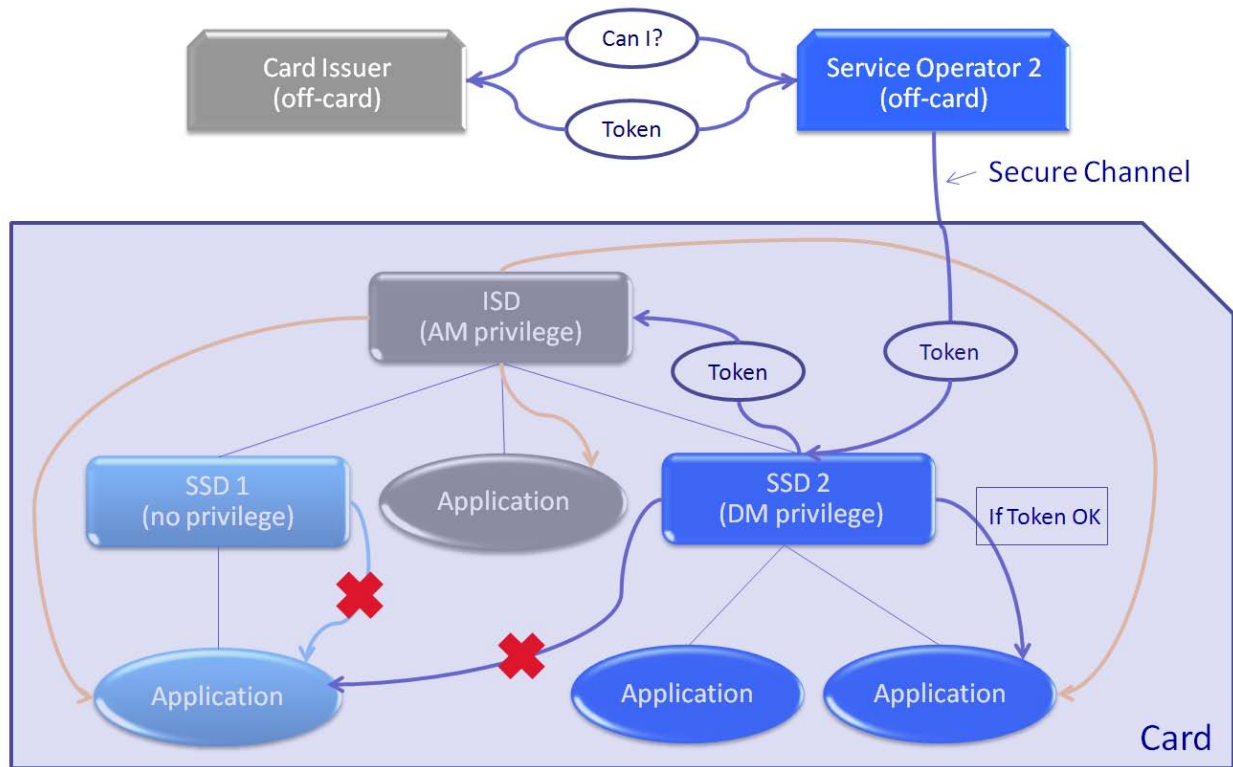 Can I?
Card Issuer
(off-card)
Service Operator 2
(off-card)
Token
Secure Channel
ISD
(AM privilege)
Token
Token
SSD 1
(no privilege)
Application
SSD 2
(DM privilege)
If Token OK
Application
Application
Application
Card